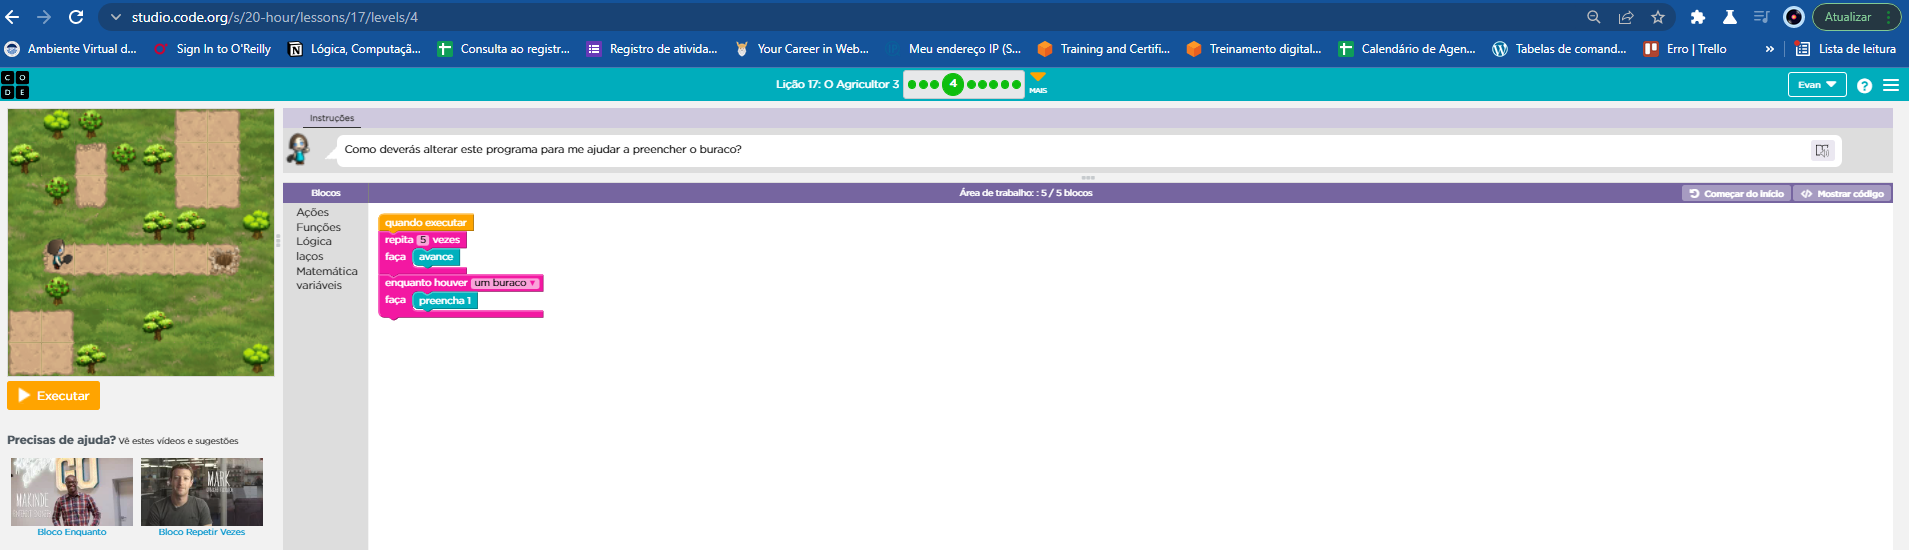 studio.code.org/s/20-hour/lessons/17/levels/4
Atualizar
Ambiente Virtual d...
Sign In to O'Reilly
Lógica, Computaçã...
Consulta ao registr...
Registro de ativida...
Your Career in Web...
Meu endereço IP (S...
Training and Certifi...
Treinamento digital...
Calendário de Agen...
Tabelas de comand...
Erro | Trello
»
Lista de leitura
C O
D E
Lição 17: O Agricultor 3
4
MAIS
Evan
?
Instruções
Como deverás alterar este programa para me ajudar a preencher o buraco?
Blocos
Área de trabalho: : 5 / 5 blocos
Começar do início
Mostrar código
Ações
Funções
Lógica
laços
Matemática
variáveis
quando executar
repita 5 vezes
faça avance
enquanto houver um buraco
faça preencha 1
Executar
Precisas de ajuda? Vê estes vídeos e sugestões
GO
MAKINDE
MARK
Bloco Enquanto
Bloco Repetir Vezes